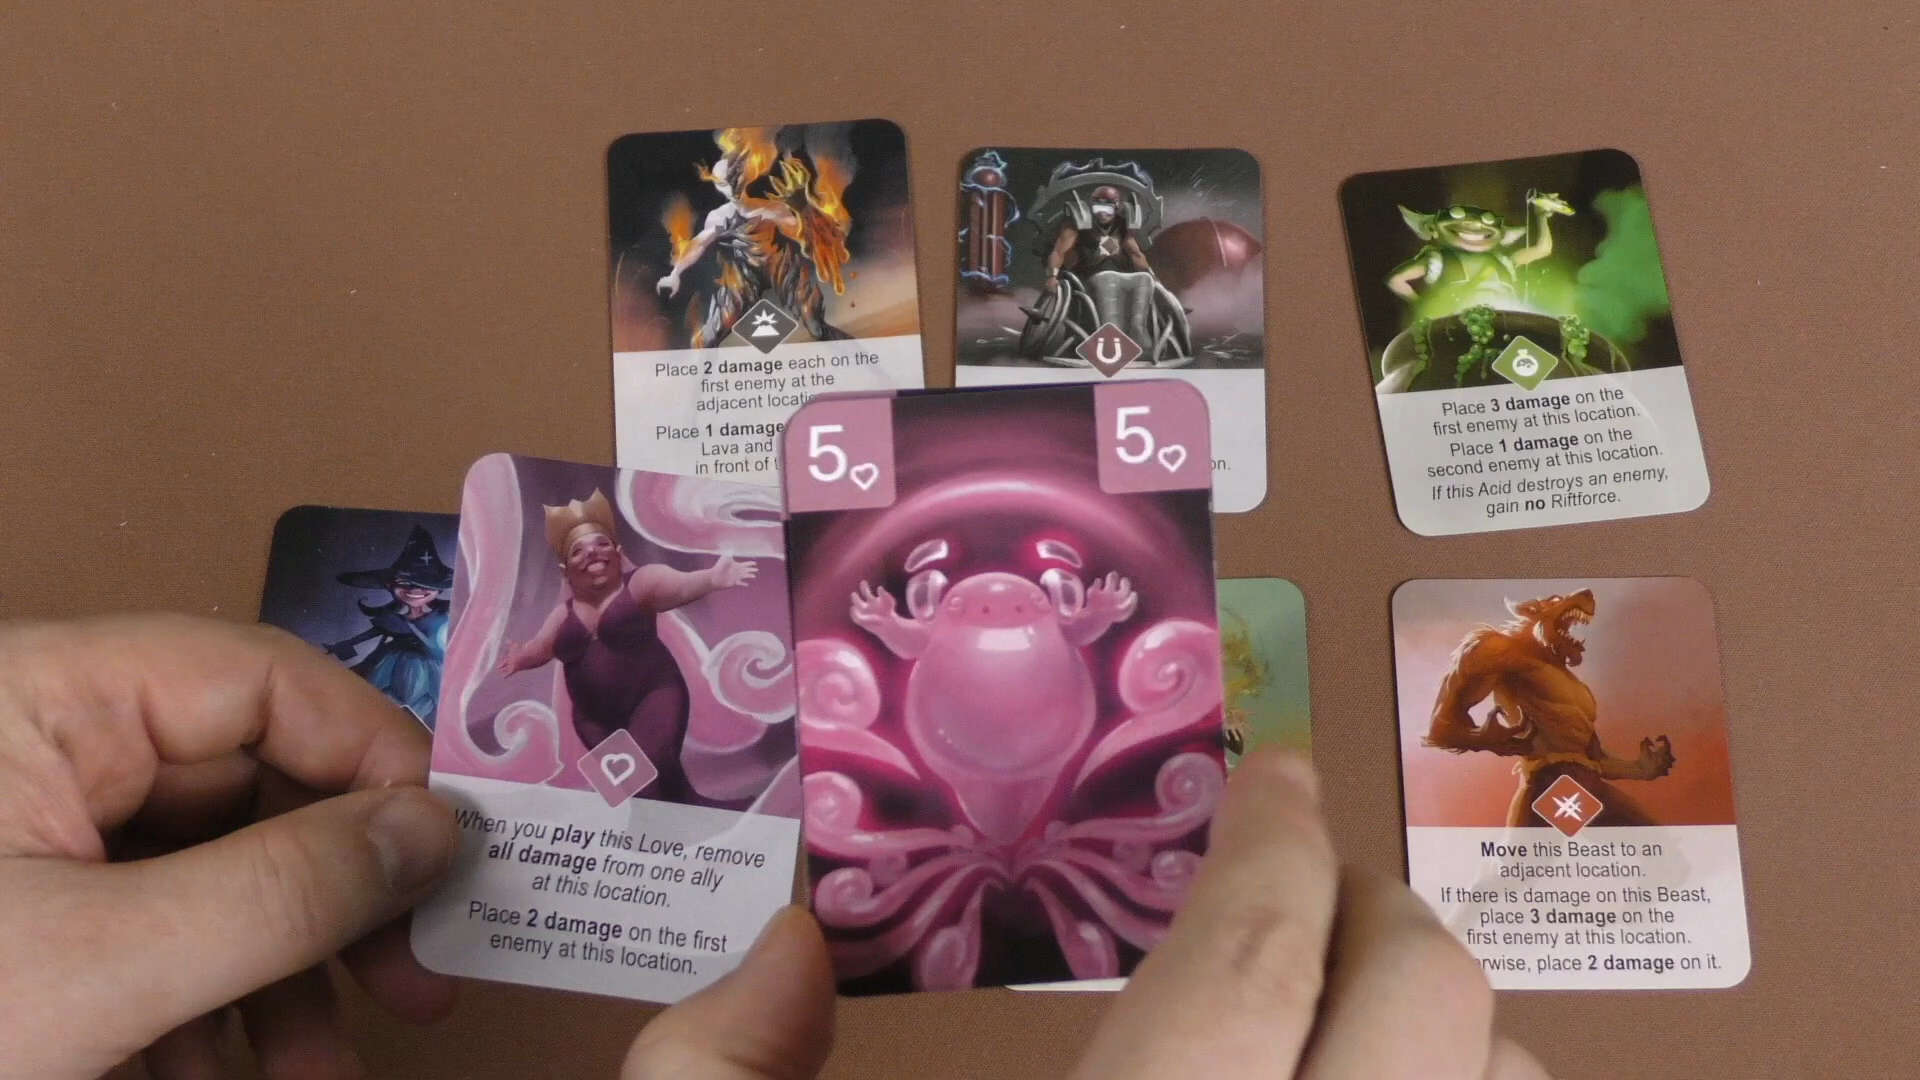 Place 2 damage each on the
first enemy at the
adjacent
Place 1 damage
Lava and
in front of
on.
Place 3 damage on the
first enemy at this location.
Place 1 damage on the
second enemy at this location.
If this Acid destroys an enemy,
gain no Riftforce.
5
5
When you play this Love, remove
all damage from one ally
at this location.
Place 2 damage on the first
enemy at this location.
Move this Beast to an
adjacent location.
If there is damage on this Beast,
place 3 damage on the
first enemy at this location.
place 2 damage on it.